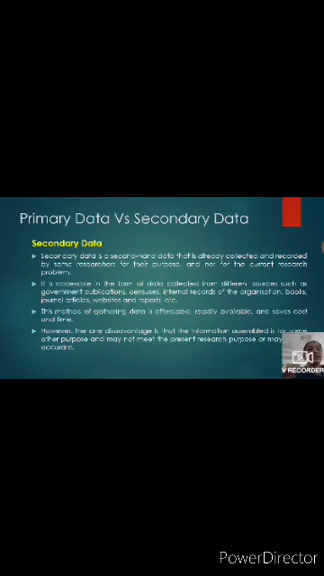 Primary Data Vs Secondary Data
Secondary Data
Secondary data is a second-hand data that is already collected and recorded
by some researchers for their purpose, and not for the current research
problem.
It is accessible in the form of data collected from different sources such as
government publications, censuses, internal records of the organisation, books,
journal articles, websites and reports, etc.
This method of gathering data is affordable, readily available, and saves cost
and time.
However, the one disadvantage is that the information assembled is for some
other purpose and may not meet the present research purpose or may
accurate.
V RECORDER
PowerDirector